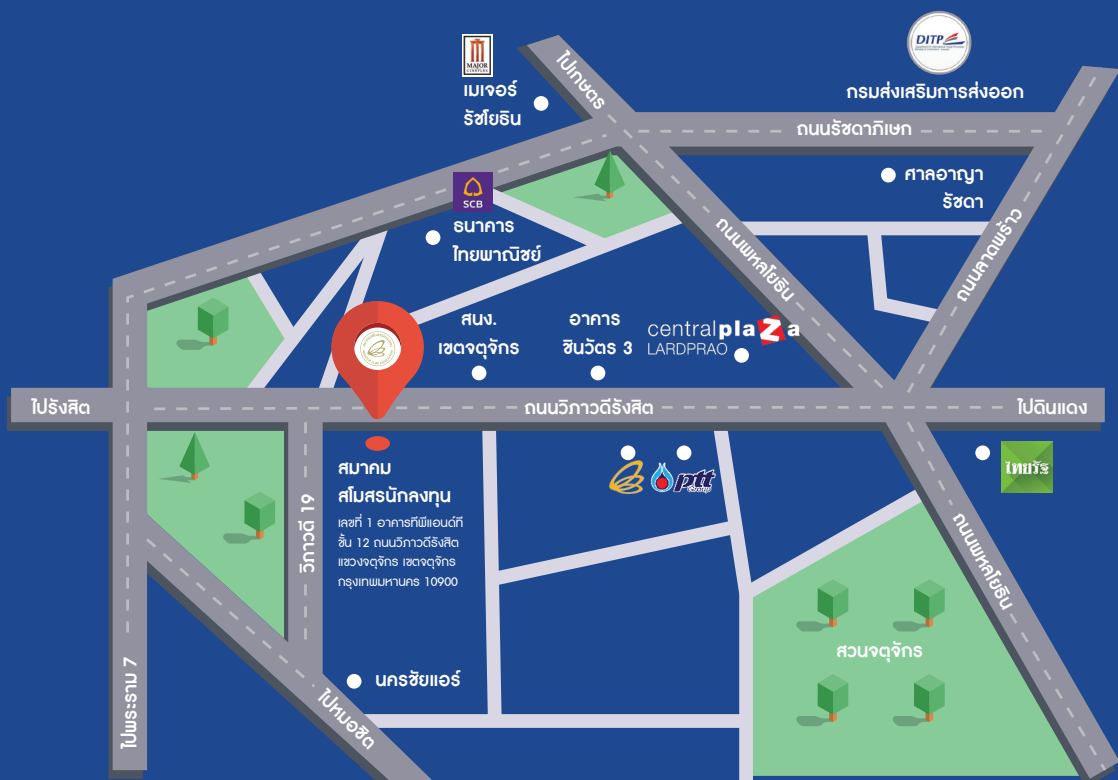 DITP
MAJOR
CINEPLEX
เมเจอร์
รัชโยธิน
ไปเกษตร
กรมส่งเสริมการส่งออก
ถนนรัชดาภิเษก
ศาลอาญา
รัชดา
SCB
ธนาคาร
ไทยพาณิชย์
ถนนพหลโยธิน
ถนนลาดพร้าว
สนง.
เขตจตุจักร
อาคาร
ชินวัตร 3
centralplaza
LARDPRAO
ไปรังสิต
ถนนวิภาวดีรังสิต
ไปดินแดง
สมาคม
สโมสรนักลงทุน
เลขที่ 1 อาคารทีพีแอนด์ที
ชั้น 12 ถนนวิภาวดีรังสิต
แขวงจตุจักร เขตจตุจักร
กรุงเทพมหานคร 10900
วิภาวดี 19
ptt
Group
ไทยรัฐ
ถนนพหลโยธิน
สวนจตุจักร
นครชัยแอร์
ไปพระราม 7
ไปหมอชิต